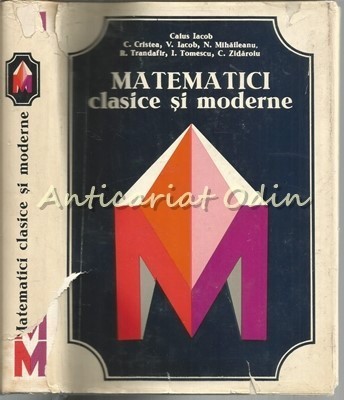 Caius Iacob
C. Cristea, V. Iacob, N. Mihăileanu,
R. Trandafir, I. Tomescu, C. Zidăroiu
MATEMATICI
clasice și moderne
Anticariat Odin
M
Matematici clasice și moderne
M
M